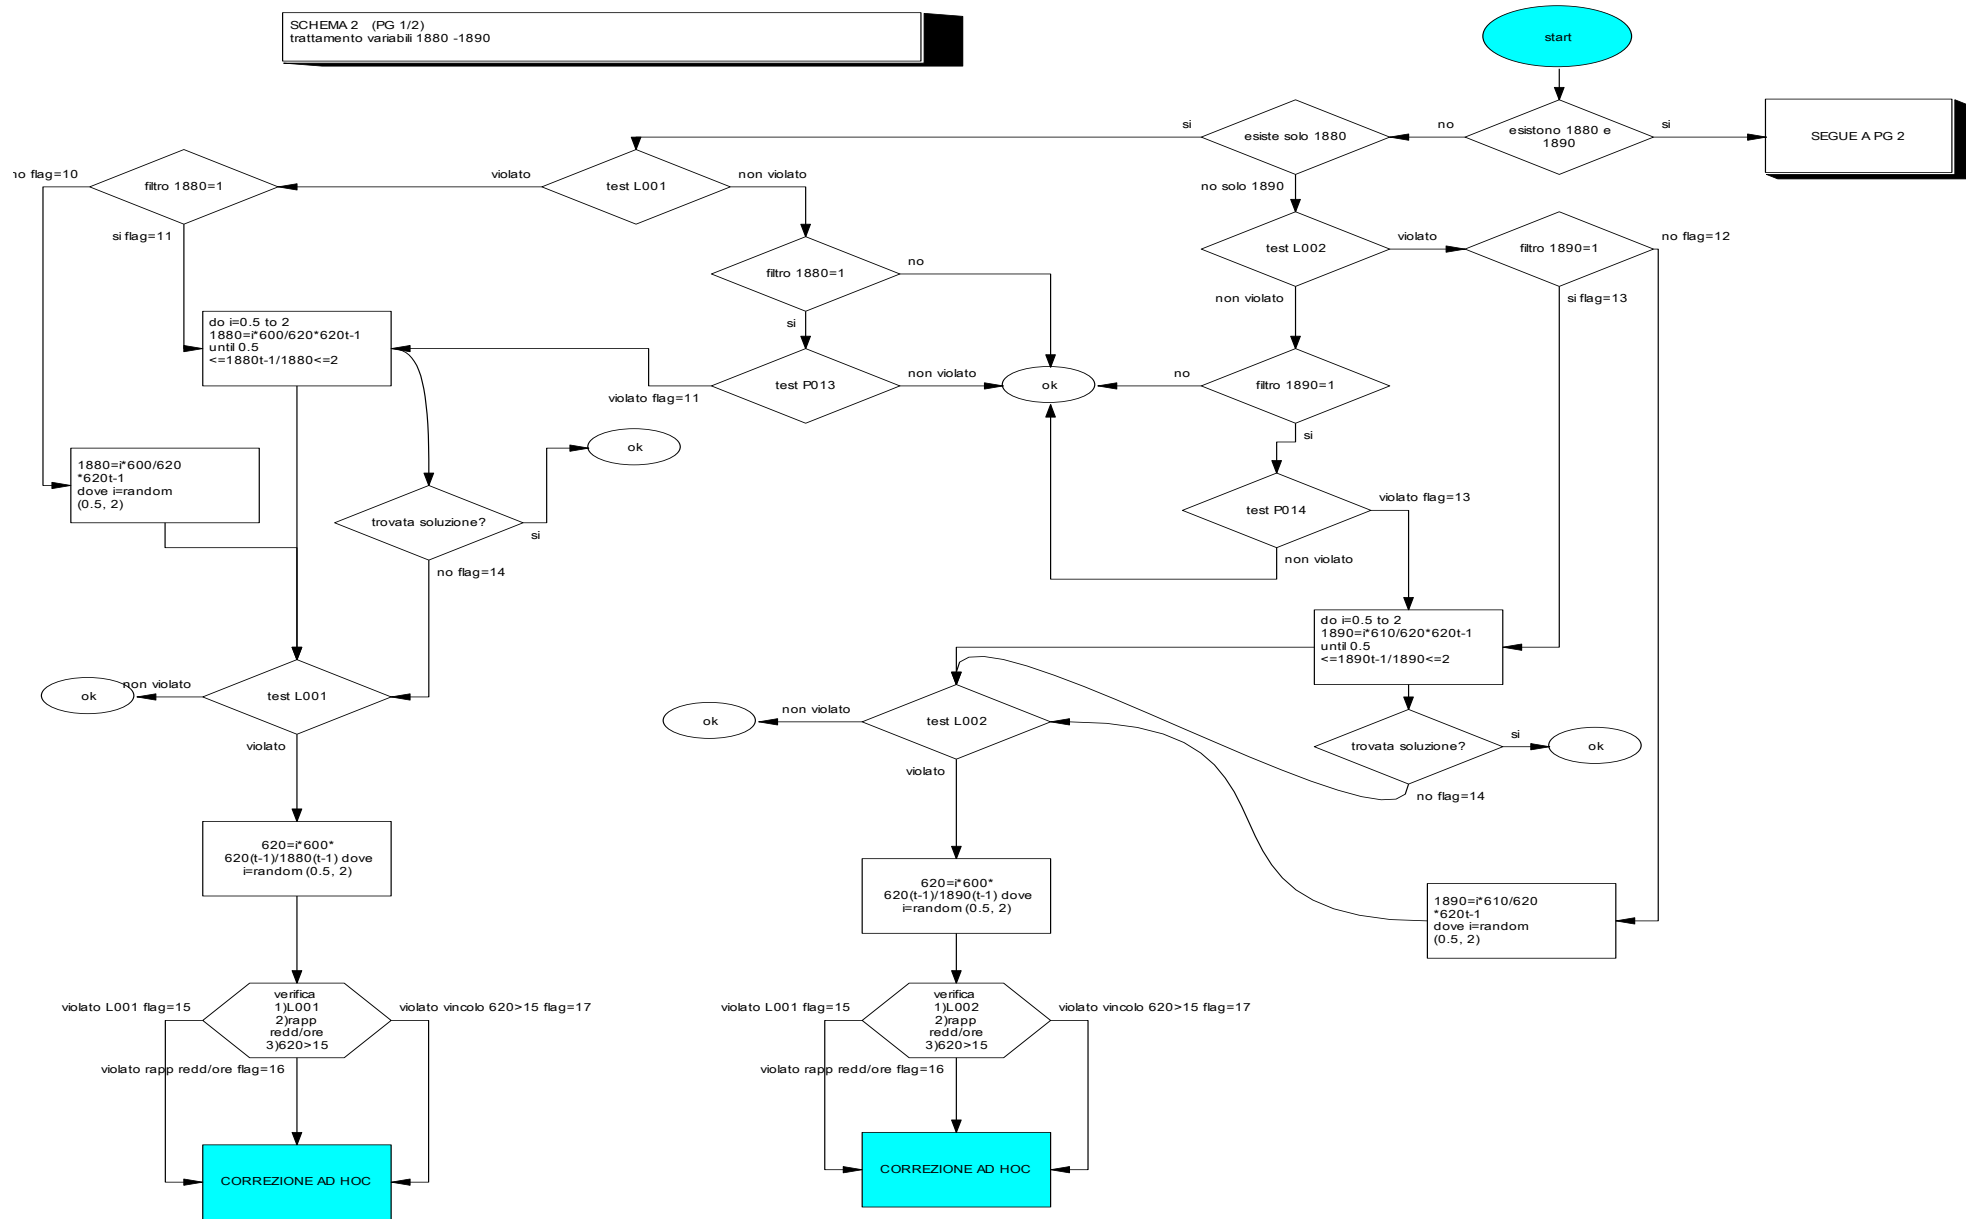 SCHEMA 2   (PG 1/2)
trattamento variabili 1880 -1890
start
esistono 1880 e
1890
no
si
SEGUE A PG 2
esiste solo 1880
si
no solo 1890
test L001
violato
non violato
filtro 1880=1
no flag=10
si flag=11
filtro 1880=1
no
si
test L002
violato
non violato
filtro 1890=1
no flag=12
si flag=13
do i=0.5 to 2
1880=i*600/620*620t-1
until 0.5
<=1880t-1/1880<=2
test P013
violato flag=11
non violato
ok
filtro 1890=1
no
si
ok
1880=i*600/620
*620t-1
dove i=random
(0.5, 2)
trovata soluzione?
si
no flag=14
test P014
violato flag=13
non violato
do i=0.5 to 2
1890=i*610/620*620t-1
until 0.5
<=1890t-1/1890<=2
ok
non violato
test L001
violato
ok
non violato
test L002
violato
trovata soluzione?
si
ok
no flag=14
620=i*600*
620(t-1)/1880(t-1) dove
i=random (0.5, 2)
620=i*600*
620(t-1)/1890(t-1) dove
i=random (0.5, 2)
1890=i*610/620
*620t-1
dove i=random
(0.5, 2)
violato L001 flag=15
verifica
1)L001
2)rapp
redd/ore
3)620>15
violato vincolo 620>15 flag=17
violato rapp redd/ore flag=16
violato L001 flag=15
verifica
1)L002
2)rapp
redd/ore
3)620>15
violato vincolo 620>15 flag=17
violato rapp redd/ore flag=16
CORREZIONE AD HOC
CORREZIONE AD HOC